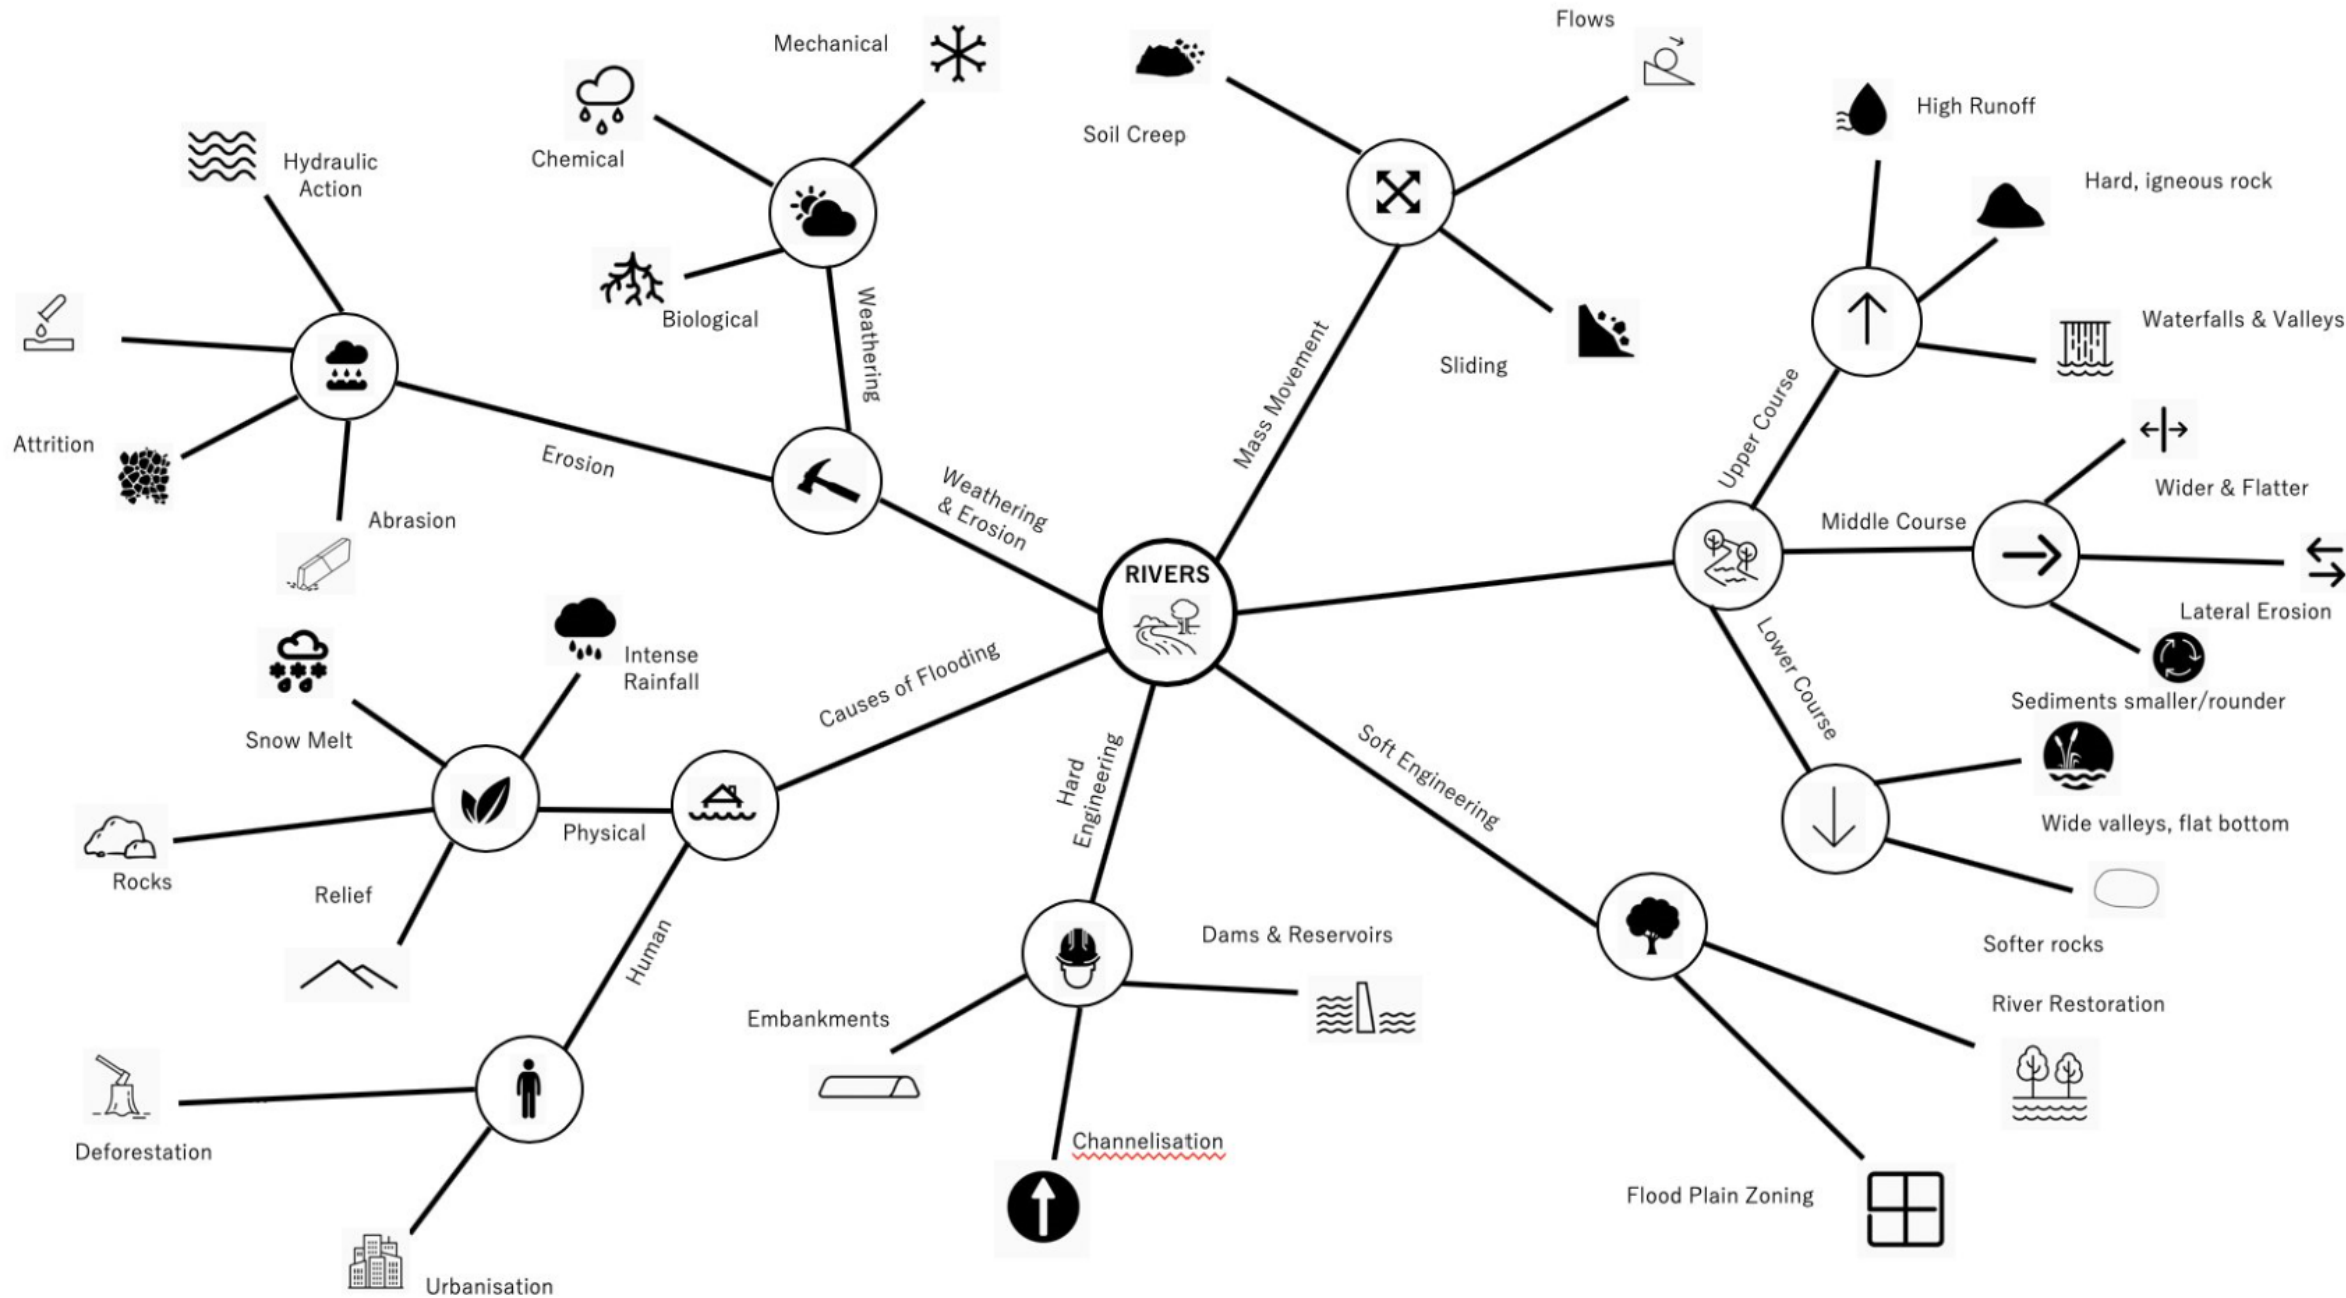 Mechanical
Chemical
Biological
Weathering
Hydraulic
Action
Attrition
Abrasion
Erosion
Weathering
& Erosion
Soil Creep
Flows
Sliding
Mass Movement
High Runoff
Hard, igneous rock
Waterfalls & Valleys
Upper Course
Middle Course
Wider & Flatter
Lateral Erosion
Sediments smaller/rounder
Lower Course
Wide valleys, flat bottom
Softer rocks
RIVERS
Causes of Flooding
Intense
Rainfall
Snow Melt
Rocks
Relief
Physical
Human
Deforestation
Urbanisation
Hard
Engineering
Dams & Reservoirs
Embankments
Channelisation
Soft Engineering
River Restoration
Flood Plain Zoning